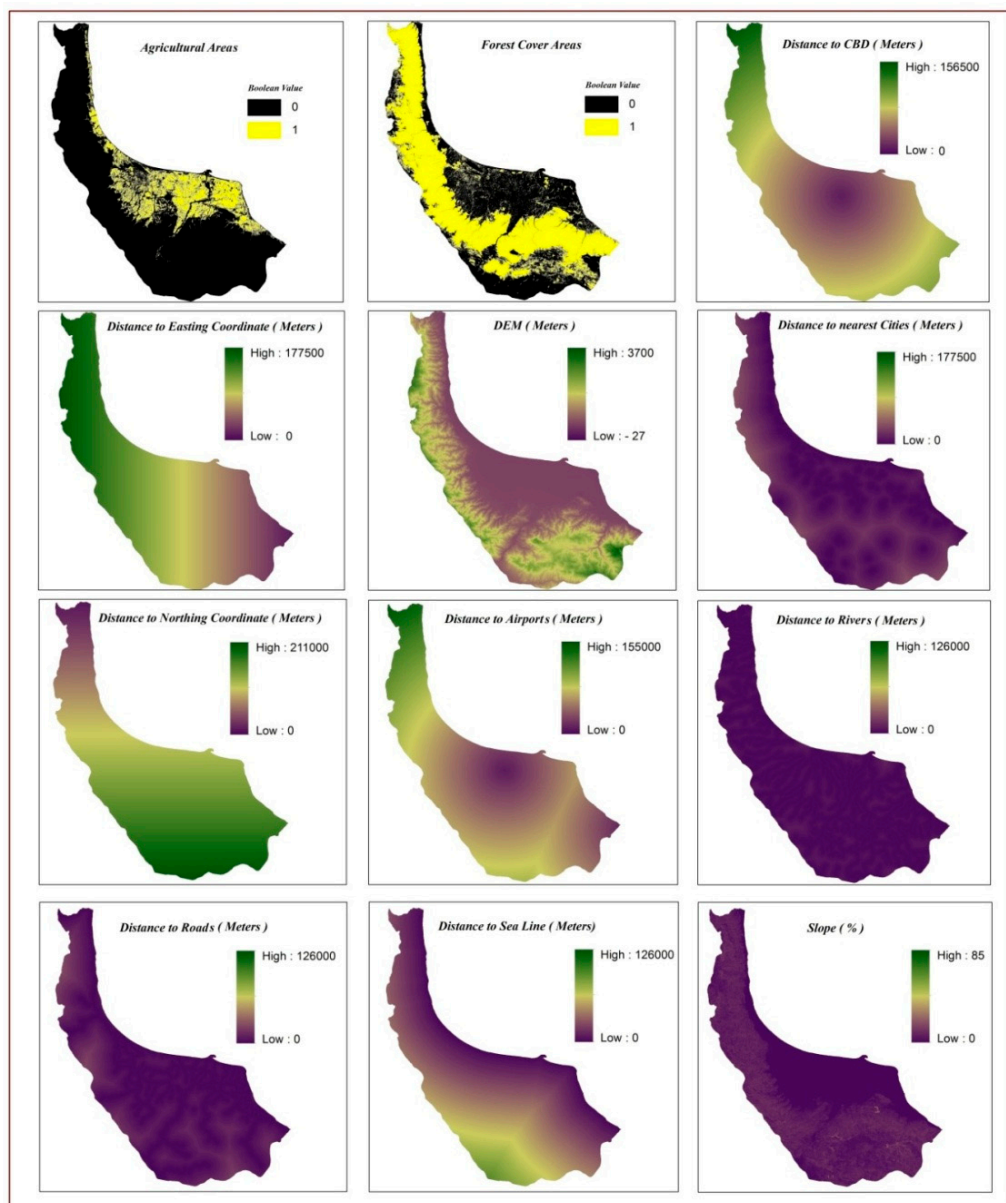 Agricultural Areas
Boolean Value
0
1
Forest Cover Areas
Boolean Value
0
1
Distance to CBD ( Meters )
High : 156500
Low : 0
Distance to Easting Coordinate ( Meters )
High : 177500
Low : 0
DEM ( Meters )
High : 3700
Low : - 27
Distance to nearest Cities ( Meters )
High : 177500
Low : 0
Distance to Northing Coordinate ( Meters )
High : 211000
Low : 0
Distance to Airports ( Meters )
High : 155000
Low : 0
Distance to Rivers ( Meters )
High : 126000
Low : 0
Distance to Roads ( Meters )
High : 126000
Low : 0
Distance to Sea Line ( Meters)
High : 126000
Low : 0
Slope ( % )
High : 85
Low : 0